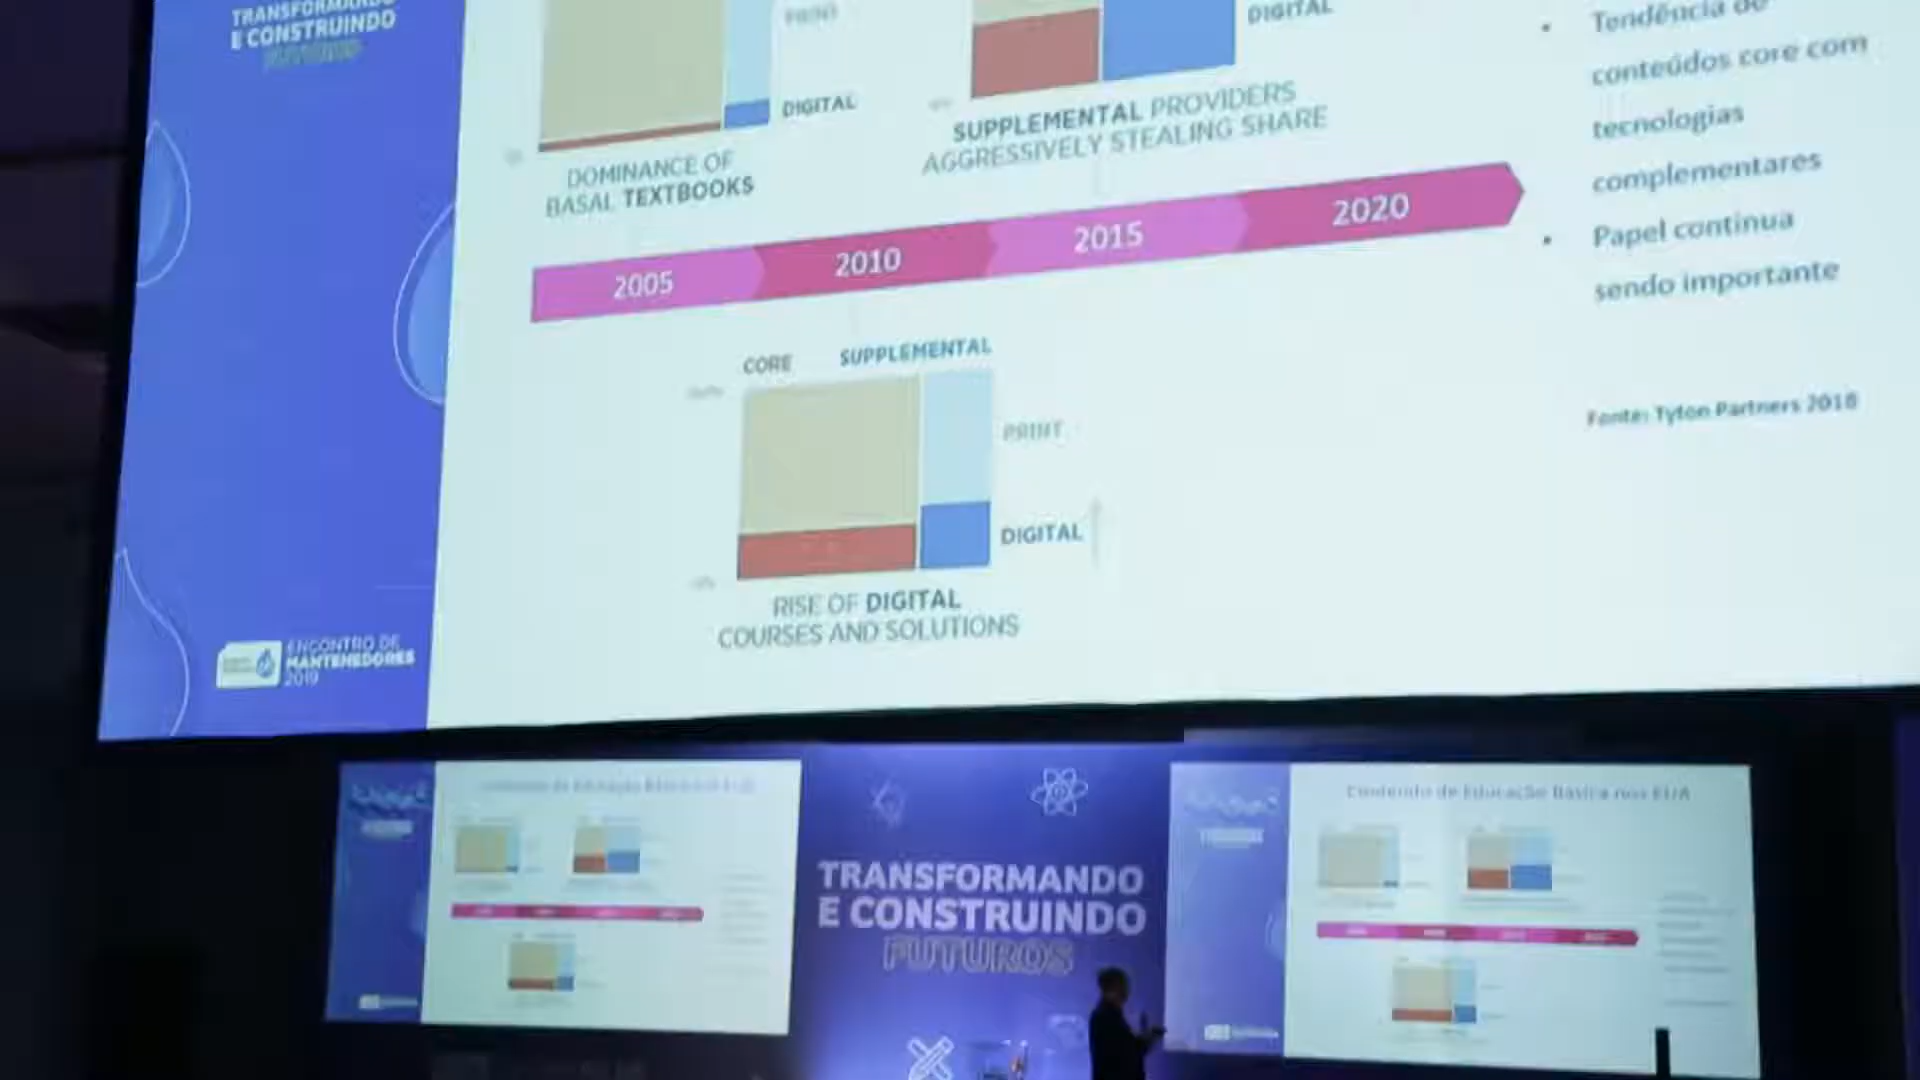 TRANSFORMANDO
E CONSTRUINDO
FUTUROS
PRINT
DIGITAL
DOMINANCE OF
BASAL TEXTBOOKS
DIGITAL
SUPPLEMENTAL PROVIDERS
AGGRESSIVELY STEALING SHARE
• Tendência de
conteúdos core com
tecnologias
complementares
• Papel continua
sendo importante
2005
2010
2015
2020
CORE
SUPPLEMENTAL
PRINT
DIGITAL
RISE OF DIGITAL
COURSES AND SOLUTIONS
Fonte: Tyton Partners 2018
ENCONTRO DE
MANTENEDORES
2019
TRANSFORMANDO
E CONSTRUINDO
FUTUROS
Conteúdo de Educação Básica nos EUA